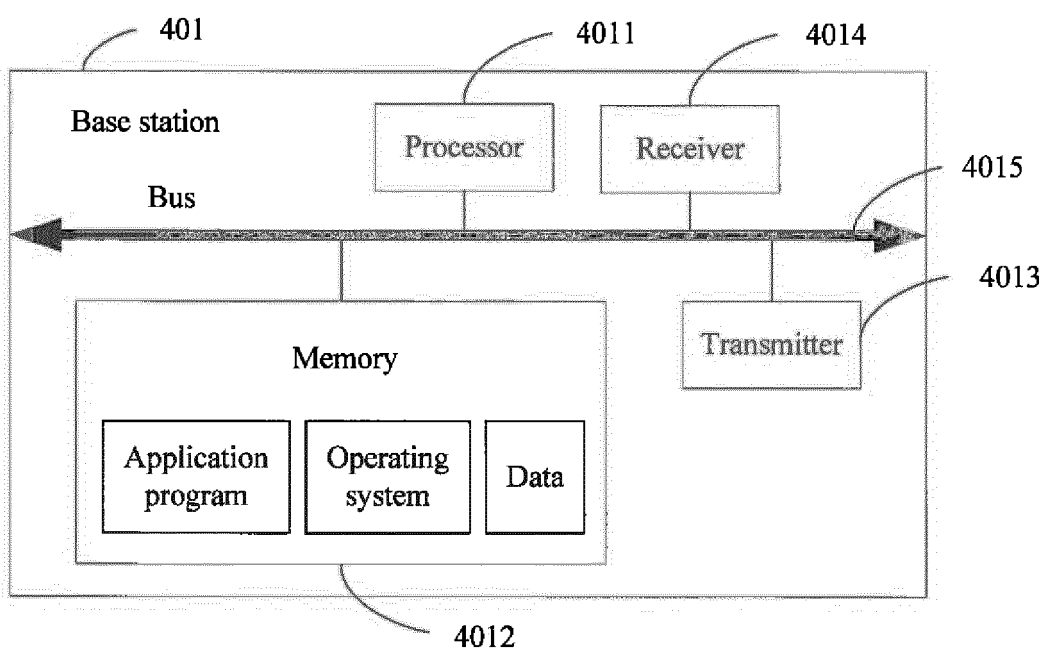 401
4011
4014
Base station
Processor
Receiver
4015
Bus
4013
Transmitter
Memory
Application
program
Operating
system
Data
4012